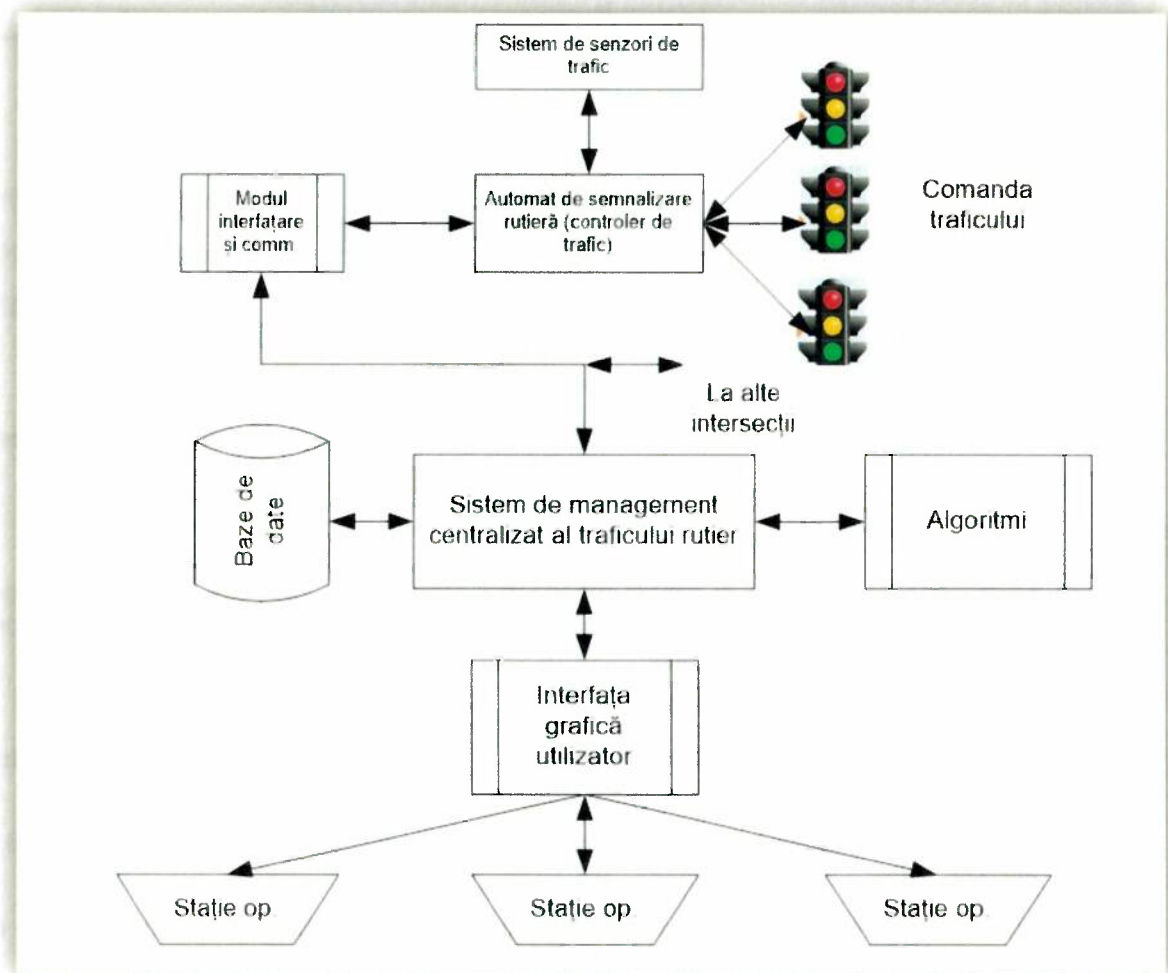 Sistem de senzori de
trafic
Modul
interfațare
și comm
Automat de semnalizare
rutieră (controler de
trafic)
Comanda
traficului
La alte
intersecții
Baze de
date
Sistem de management
centralizat al traficului rutier
Algoritmi
Interfața
grafică
utilizator
Stație op.
Stație op.
Stație op.